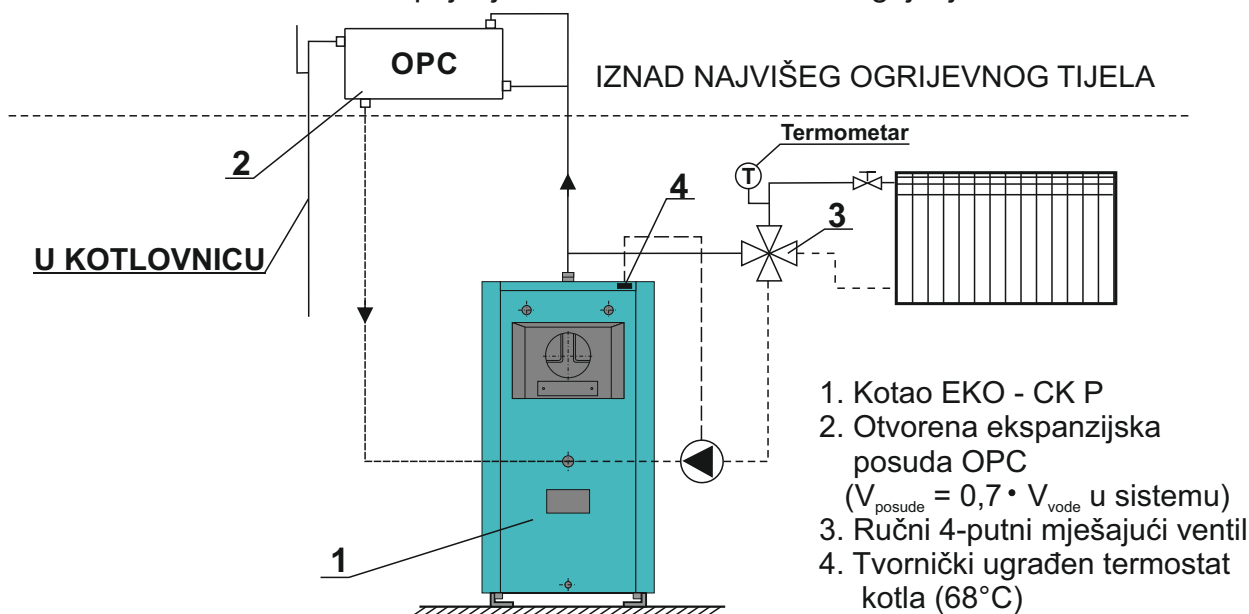 OPC
IZNAD NAJVIŠEG OGRIJEVNOG TIJELA
Termometar
2
T
4
3
U KOTLOVNICU
1
1. Kotao EKO - CK P
2. Otvorena ekspanzijska
posuda OPC
(Vposude = 0,7 • Vvode u sistemu)
3. Ručni 4-putni mješajući ventil
4. Tvornički ugrađen termostat
kotla (68°C)